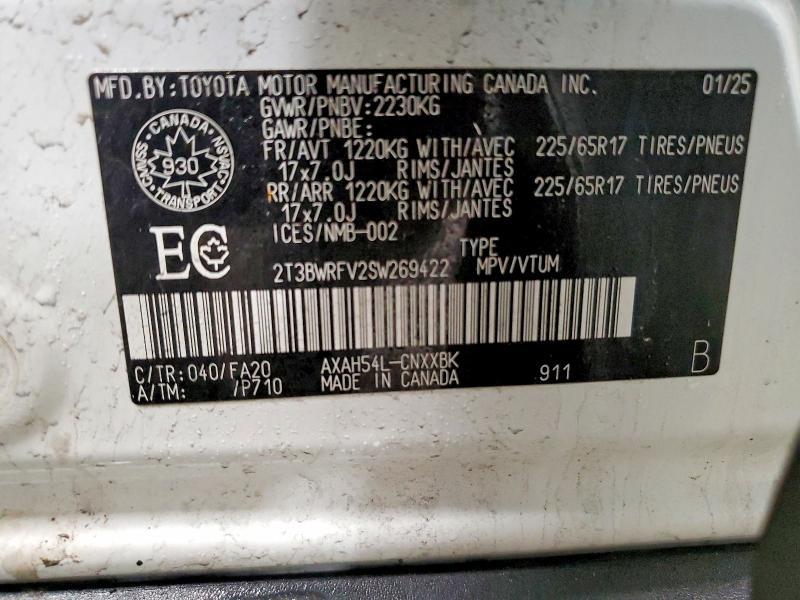 MFD.BY:TOYOTA MOTOR MANUFACTURING CANADA INC. 01/25
GVWR/PNBV:2230KG
GAWR/PNBE:
FR/AVT 1220KG WITH/AVEC 225/65R17 TIRES/PNEUS
17x7.0J RIMS/JANTES
RR/ARR 1220KG WITH/AVEC 225/65R17 TIRES/PNEUS
17x7.0J RIMS/JANTES
ICES/NMB-002
CANADA
930
TRANSPORT
CMVSS
NSVAC
EC
TYPE
2T3BWRFV2SW269422 MPV/VTUM
C/TR:040/FA20 AXAH54L-CNXXBK
A/TM: /P710 MADE IN CANADA 911 B